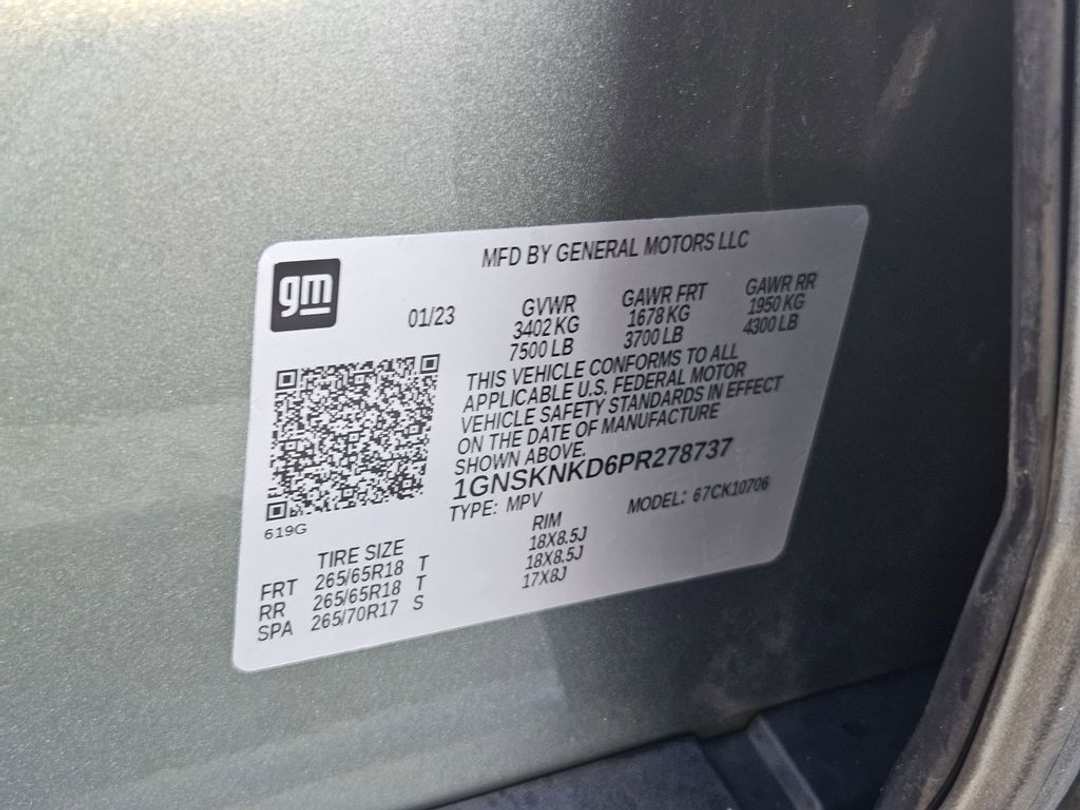 MFD BY GENERAL MOTORS LLC
gm
01/23
GVWR
3402 KG
7500 LB
GAWR FRT
1678 KG
3700 LB
GAWR RR
1950 KG
4300 LB
THIS VEHICLE CONFORMS TO ALL
APPLICABLE U.S. FEDERAL MOTOR
VEHICLE SAFETY STANDARDS IN EFFECT
ON THE DATE OF MANUFACTURE
SHOWN ABOVE.
1GNSKNKD6PR278737
TYPE: MPV MODEL: 67CK10706
619G
TIRE SIZE RIM
FRT 265/65R18 T 18X8.5J
RR 265/65R18 T 18X8.5J
SPA 265/70R17 S 17X8J